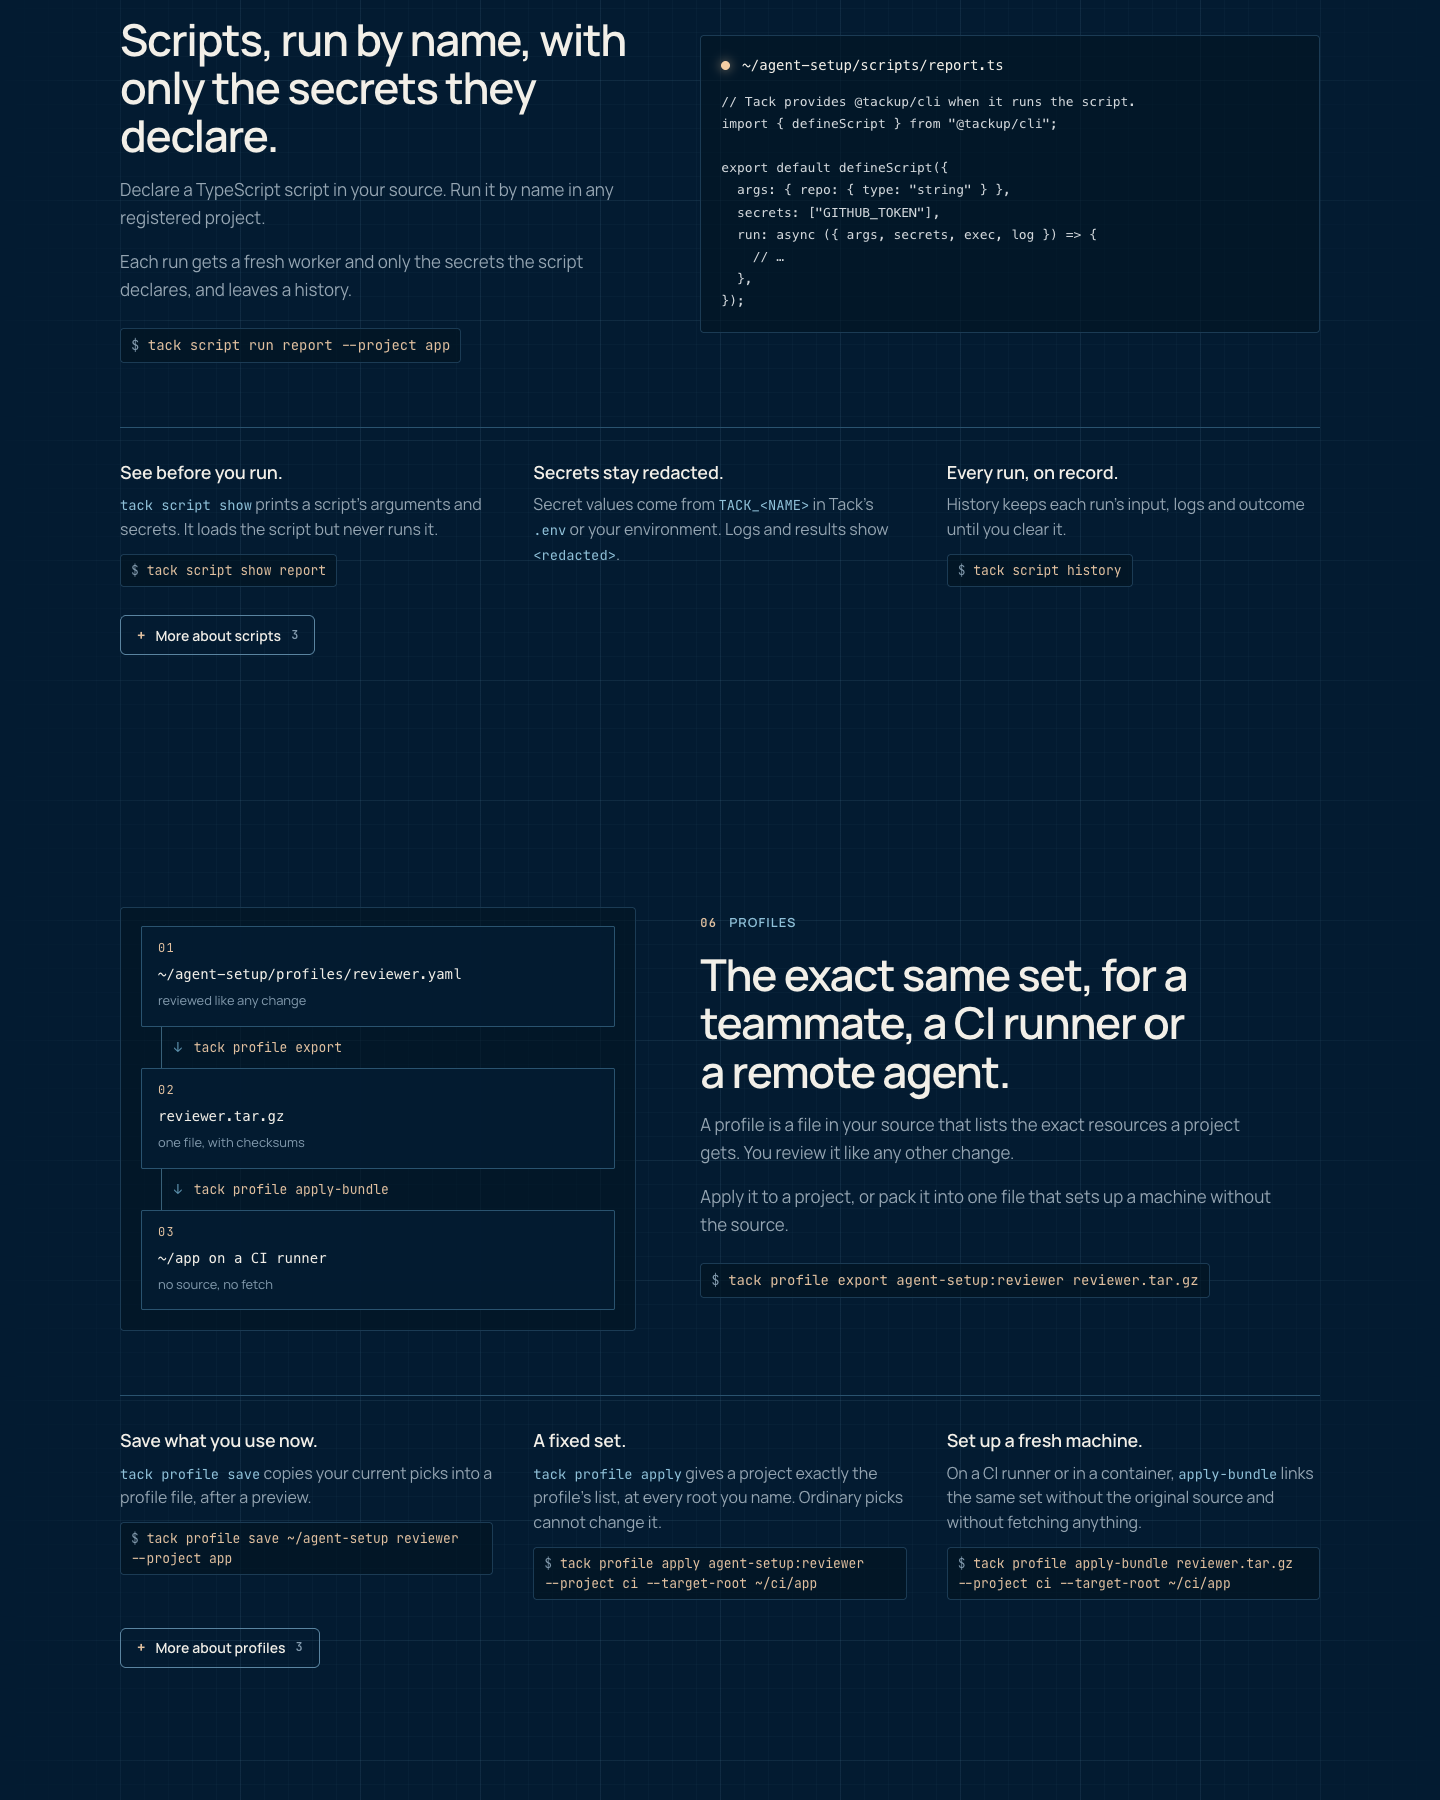 Scripts, run by name, with
only the secrets they
declare.
Declare a TypeScript script in your source. Run it by name in any
registered project.
Each run gets a fresh worker and only the secrets the script
declares, and leaves a history.
$ tack script run report --project app
~/agent-setup/scripts/report.ts
// Tack provides @tackup/cli when it runs the script.
import { defineScript } from "@tackup/cli";
export default defineScript({
  args: { repo: { type: "string" } },
  secrets: ["GITHUB_TOKEN"],
  run: async ({ args, secrets, exec, log }) => {
    // …
  },
});
See before you run.
tack script show prints a script's arguments and
secrets. It loads the script but never runs it.
$ tack script show report
Secrets stay redacted.
Secret values come from TACK_<NAME> in Tack's
.env or your environment. Logs and results show
<redacted>.
Every run, on record.
History keeps each run's input, logs and outcome
until you clear it.
$ tack script history
+ More about scripts 3
01
~/agent-setup/profiles/reviewer.yaml
reviewed like any change
↓ tack profile export
02
reviewer.tar.gz
one file, with checksums
↓ tack profile apply-bundle
03
~/app on a CI runner
no source, no fetch
06 PROFILES
The exact same set, for a
teammate, a CI runner or
a remote agent.
A profile is a file in your source that lists the exact resources a project
gets. You review it like any other change.
Apply it to a project, or pack it into one file that sets up a machine without
the source.
$ tack profile export agent-setup:reviewer reviewer.tar.gz
Save what you use now.
tack profile save copies your current picks into a
profile file, after a preview.
$ tack profile save ~/agent-setup reviewer
--project app
A fixed set.
tack profile apply gives a project exactly the
profile's list, at every root you name. Ordinary picks
cannot change it.
$ tack profile apply agent-setup:reviewer
--project ci --target-root ~/ci/app
Set up a fresh machine.
On a CI runner or in a container, apply-bundle links
the same set without the original source and
without fetching anything.
$ tack profile apply-bundle reviewer.tar.gz
--project ci --target-root ~/ci/app
+ More about profiles 3